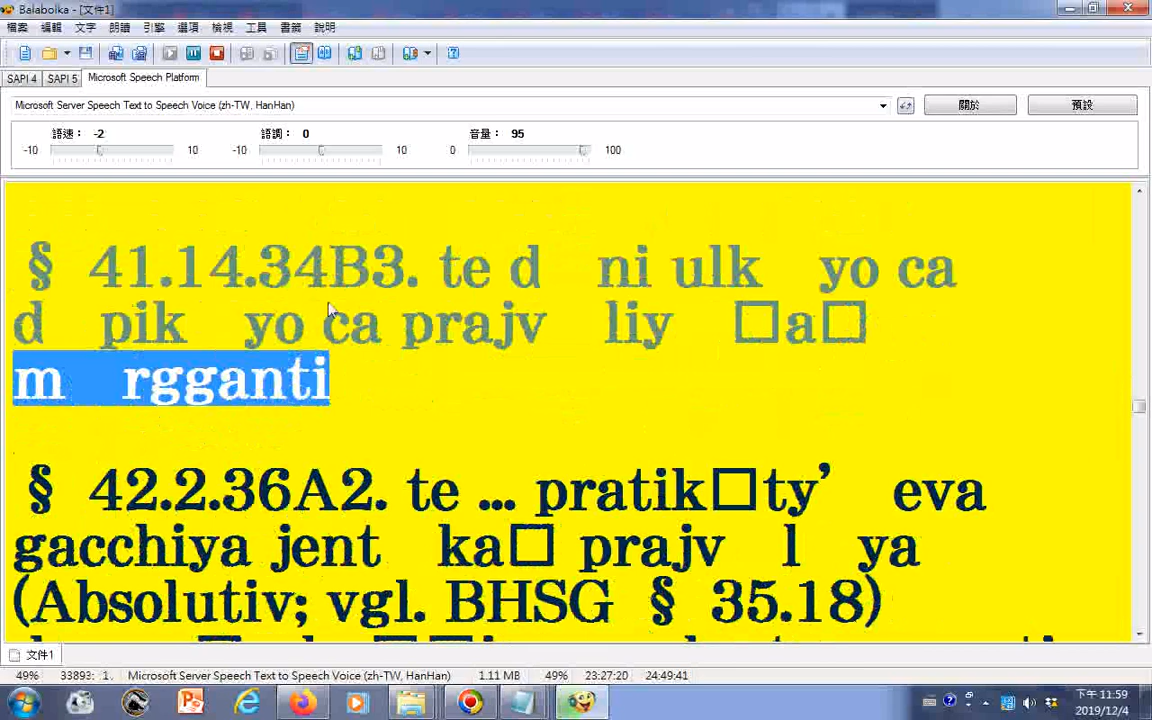 Balabolka - [文件1]
檔案 編輯 文字 朗讀 引擎 選項 檢視 工具 書籤 說明
SAPI 4 SAPI 5 Microsoft Speech Platform
Microsoft Server Speech Text to Speech Voice (zh-TW, HanHan) 關於 預設
語速： -2 語調： 0 音量： 95
-10 10 -10 10 0 100
§ 41.14.34B3. te d ni ulk yo ca
d pik yo ca prajv liy □a□
m rgganti
§ 42.2.36A2. te ... pratik□ty’ eva
gacchiya jent ka□ prajv l ya
(Absolutiv; vgl. BHSG § 35.18)
文件1
49% 33893: 1. Microsoft Server Speech Text to Speech Voice (zh-TW, HanHan) 1.11 MB 49% 23:27:20 24:49:41
下午 11:59
2019/12/4